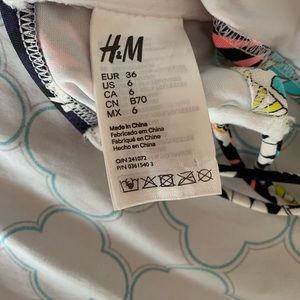 H&M
EUR 36
US 6
CA 6
CN B70
MX 6
Made in China
Fabricado em China
Fabriqué en Chine
Hecho en China
O/N 241072
P/N 0361540 3